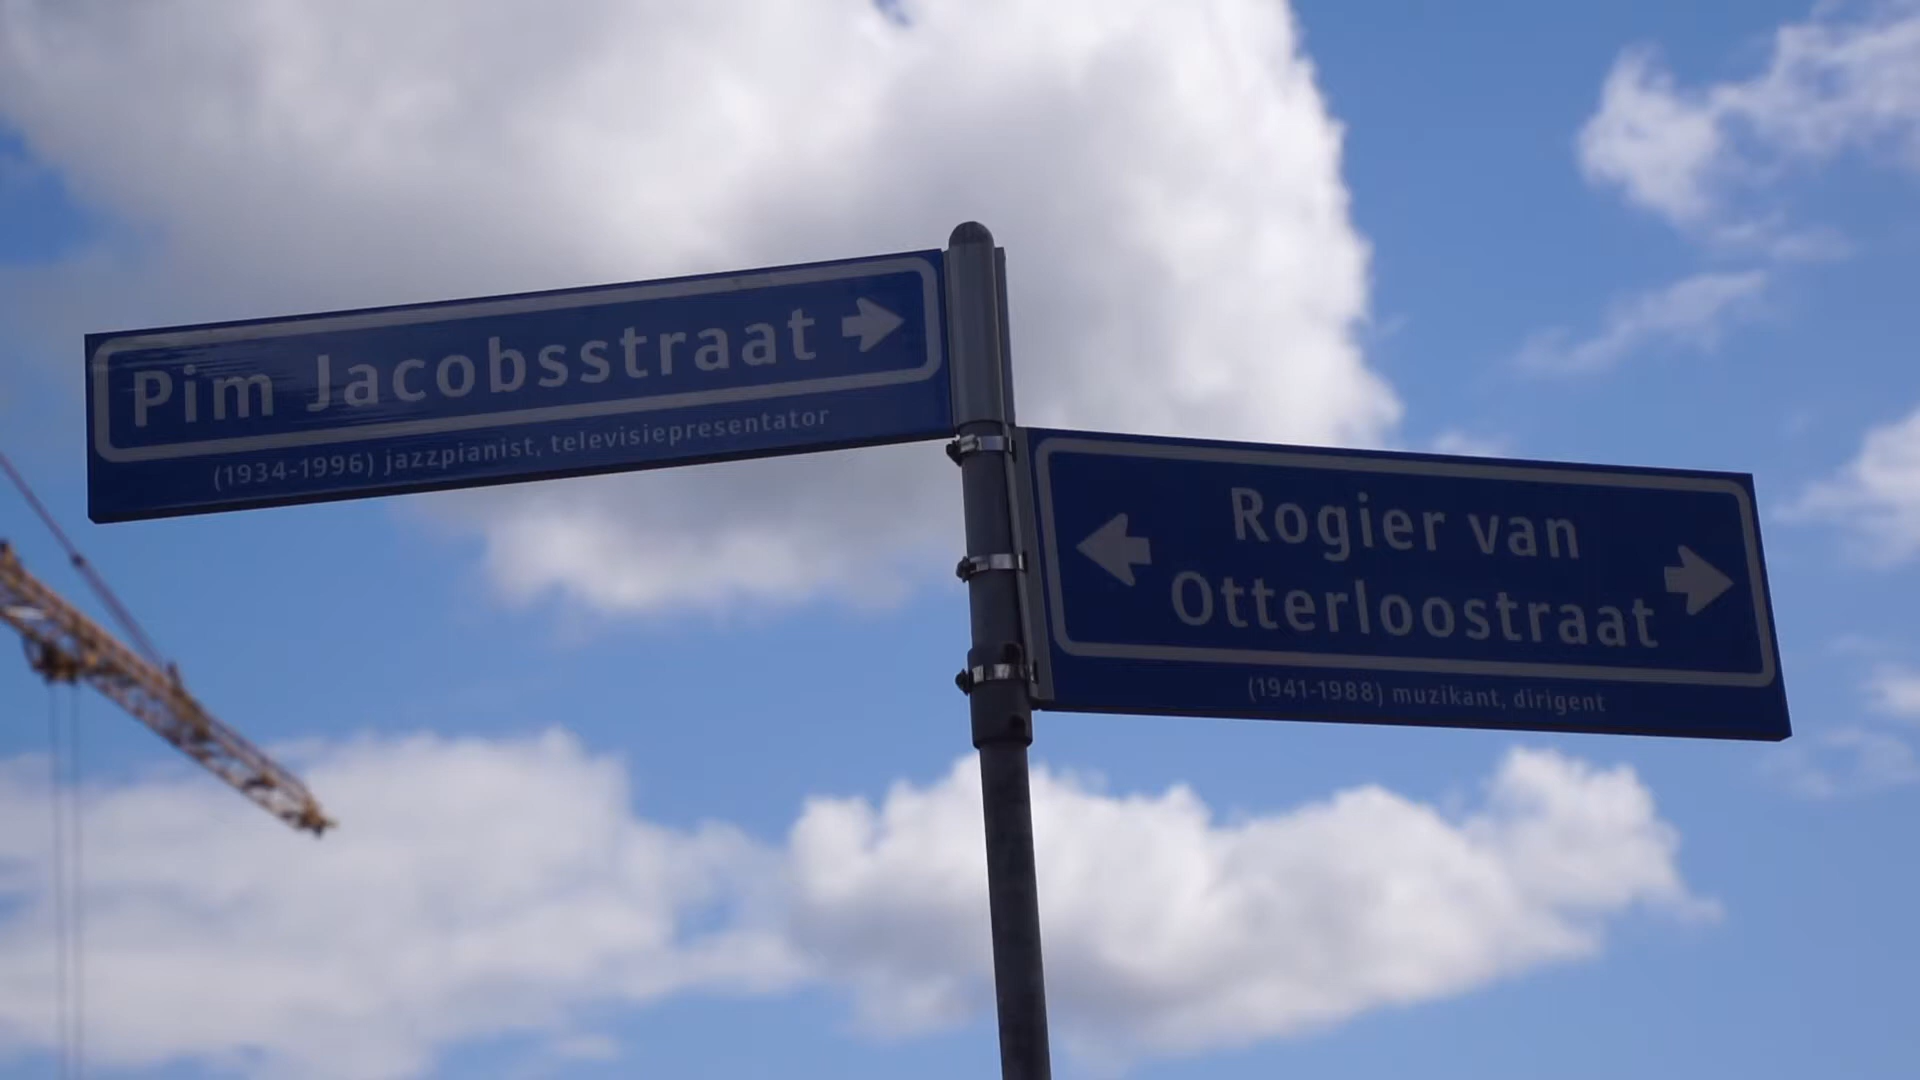 Pim Jacobsstraat
(1934-1996) jazzpianist, televisiepresentator
Rogier van
Otterloostraat
(1941-1988) muzikant, dirigent